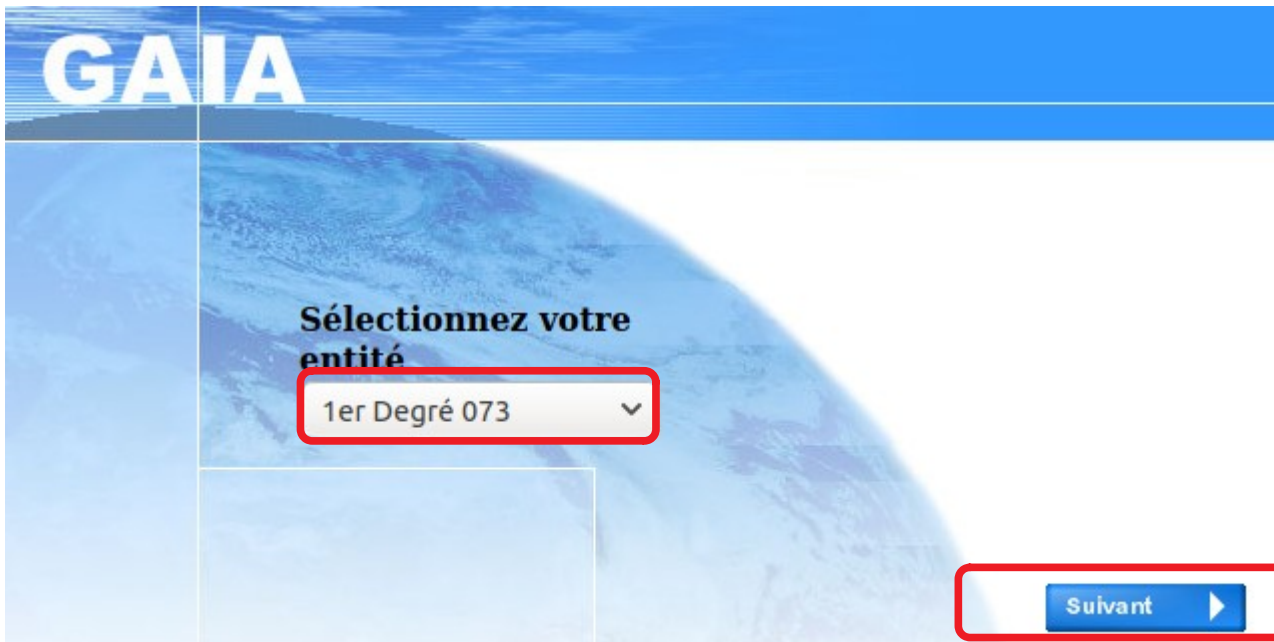 GAIA
Sélectionnez votre
entité
1er Degré 073
Suivant